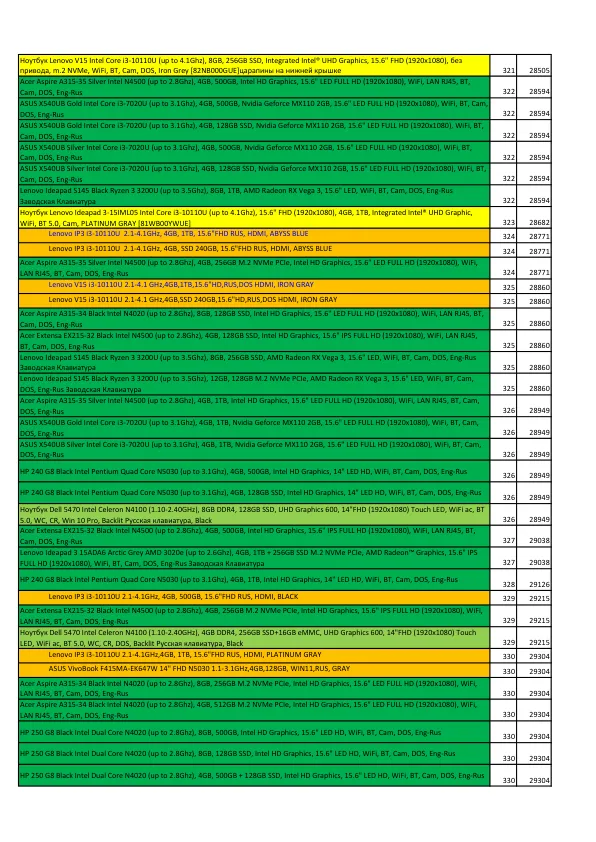 Ноутбук Lenovo V15 Intel Core i3-10110U (up to 4.1Ghz), 8GB, 256GB SSD, Integrated Intel® UHD Graphics, 15.6" FHD (1920x1080), без
привода, m.2 NVMe, WiFi, BT, Cam, DOS, Iron Grey [82NB000GUE]царапины на нижней крышке 321 28505
Acer Aspire A315-35 Silver Intel N4500 (up to 2.8Ghz), 4GB, 500GB, Intel HD Graphics, 15.6" LED FULL HD (1920x1080), WiFi, LAN RJ45, BT,
Cam, DOS, Eng-Rus 322 28594
ASUS X540UB Gold Intel Core i3-7020U (up to 3.1Ghz), 4GB, 500GB, Nvidia Geforce MX110 2GB, 15.6" LED FULL HD (1920x1080), WiFi, BT, Cam,
DOS, Eng-Rus 322 28594
ASUS X540UB Gold Intel Core i3-7020U (up to 3.1Ghz), 4GB, 128GB SSD, Nvidia Geforce MX110 2GB, 15.6" LED FULL HD (1920x1080), WiFi, BT,
Cam, DOS, Eng-Rus 322 28594
ASUS X540UB Silver Intel Core i3-7020U (up to 3.1Ghz), 4GB, 500GB, Nvidia Geforce MX110 2GB, 15.6" LED FULL HD (1920x1080), WiFi, BT,
Cam, DOS, Eng-Rus 322 28594
ASUS X540UB Silver Intel Core i3-7020U (up to 3.1Ghz), 4GB, 128GB SSD, Nvidia Geforce MX110 2GB, 15.6" LED FULL HD (1920x1080), WiFi, BT,
Cam, DOS, Eng-Rus 322 28594
Lenovo Ideapad S145 Black Ryzen 3 3200U (up to 3.5Ghz), 8GB, 1TB, AMD Radeon RX Vega 3, 15.6" LED, WiFi, BT, Cam, DOS, Eng-Rus
Заводская Клавиатура 322 28594
Ноутбук Lenovo Ideapad 3-15IML05 Intel Core i3-10110U (up to 4.1Ghz), 15.6" FHD (1920x1080), 4GB, 1TB, Integrated Intel® UHD Graphic,
WiFi, BT 5.0, Cam, PLATINUM GRAY [81WB00YWUE] 323 28682
Lenovo IP3 i3-10110U 2.1-4.1GHz, 4GB, 1TB, 15.6"FHD RUS, HDMI, ABYSS BLUE 324 28771
Lenovo IP3 i3-10110U 2.1-4.1GHz, 4GB, SSD 240GB, 15.6"FHD RUS, HDMI, ABYSS BLUE 324 28771
Acer Aspire A315-35 Silver Intel N4500 (up to 2.8Ghz), 4GB, 256GB M.2 NVMe PCIe, Intel HD Graphics, 15.6" LED FULL HD (1920x1080), WiFi,
LAN RJ45, BT, Cam, DOS, Eng-Rus 324 28771
Lenovo V15 i3-10110U 2.1-4.1 GHz,4GB,1TB,15.6"HD,RUS,DOS HDMI, IRON GRAY 325 28860
Lenovo V15 i3-10110U 2.1-4.1 GHz,4GB,SSD 240GB,15.6"HD,RUS,DOS HDMI, IRON GRAY 325 28860
Acer Aspire A315-34 Black Intel N4020 (up to 2.8Ghz), 8GB, 128GB SSD, Intel HD Graphics, 15.6" LED FULL HD (1920x1080), WiFi, LAN RJ45, BT,
Cam, DOS, Eng-Rus 325 28860
Acer Extensa EX215-32 Black Intel N4500 (up to 2.8Ghz), 4GB, 128GB SSD, Intel HD Graphics, 15.6" IPS FULL HD (1920x1080), WiFi, LAN RJ45,
BT, Cam, DOS, Eng-Rus 325 28860
Lenovo Ideapad S145 Black Ryzen 3 3200U (up to 3.5Ghz), 8GB, 256GB SSD, AMD Radeon RX Vega 3, 15.6" LED, WiFi, BT, Cam, DOS, Eng-Rus
Заводская Клавиатура 325 28860
Lenovo Ideapad S145 Black Ryzen 3 3200U (up to 3.5Ghz), 12GB, 128GB M.2 NVMe PCIe, AMD Radeon RX Vega 3, 15.6" LED, WiFi, BT, Cam,
DOS, Eng-Rus Заводская Клавиатура 325 28860
Acer Aspire A315-35 Silver Intel N4500 (up to 2.8Ghz), 4GB, 1TB, Intel HD Graphics, 15.6" LED FULL HD (1920x1080), WiFi, LAN RJ45, BT, Cam,
DOS, Eng-Rus 326 28949
ASUS X540UB Gold Intel Core i3-7020U (up to 3.1Ghz), 4GB, 1TB, Nvidia Geforce MX110 2GB, 15.6" LED FULL HD (1920x1080), WiFi, BT, Cam,
DOS, Eng-Rus 326 28949
ASUS X540UB Silver Intel Core i3-7020U (up to 3.1Ghz), 4GB, 1TB, Nvidia Geforce MX110 2GB, 15.6" LED FULL HD (1920x1080), WiFi, BT, Cam,
DOS, Eng-Rus 326 28949
HP 240 G8 Black Intel Pentium Quad Core N5030 (up to 3.1Ghz), 4GB, 500GB, Intel HD Graphics, 14" LED HD, WiFi, BT, Cam, DOS, Eng-Rus 326 28949
HP 240 G8 Black Intel Pentium Quad Core N5030 (up to 3.1Ghz), 4GB, 128GB SSD, Intel HD Graphics, 14" LED HD, WiFi, BT, Cam, DOS, Eng-Rus 326 28949
Ноутбук Dell 5470 Intel Celeron N4100 (1.10-2.40GHz), 8GB DDR4, 128GB SSD, UHD Graphics 600, 14"FHD (1920x1080) Touch LED, WiFi ac, BT
5.0, WC, CR, Win 10 Pro, Backlit Русская клавиатура, Black 326 28949
Acer Extensa EX215-32 Black Intel N4500 (up to 2.8Ghz), 4GB, 500GB, Intel HD Graphics, 15.6" IPS FULL HD (1920x1080), WiFi, LAN RJ45, BT,
Cam, DOS, Eng-Rus 327 29038
Lenovo Ideapad 3 15ADA6 Arctic Grey AMD 3020e (up to 2.6Ghz), 4GB, 1TB + 256GB SSD M.2 NVMe PCIe, AMD Radeon™ Graphics, 15.6" IPS
FULL HD (1920x1080), WiFi, BT, Cam, DOS, Eng-Rus Заводская Клавиатура 327 29038
HP 240 G8 Black Intel Pentium Quad Core N5030 (up to 3.1Ghz), 4GB, 1TB, Intel HD Graphics, 14" LED HD, WiFi, BT, Cam, DOS, Eng-Rus 328 29126
Lenovo IP3 i3-10110U 2.1-4.1GHz, 4GB, 500GB, 15.6"FHD RUS, HDMI, BLACK 329 29215
Acer Extensa EX215-32 Black Intel N4500 (up to 2.8Ghz), 4GB, 256GB M.2 NVMe PCIe, Intel HD Graphics, 15.6" IPS FULL HD (1920x1080), WiFi,
LAN RJ45, BT, Cam, DOS, Eng-Rus 329 29215
Ноутбук Dell 5470 Intel Celeron N4100 (1.10-2.40GHz), 4GB DDR4, 256GB SSD+16GB eMMC, UHD Graphics 600, 14"FHD (1920x1080) Touch
LED, WiFi ac, BT 5.0, WC, CR, DOS, Backlit Русская клавиатура, Black 329 29215
Lenovo IP3 i3-10110U 2.1-4.1GHz,4GB, 1TB, 15.6"FHD RUS, HDMI, PLATINUM GRAY 330 29304
ASUS VivoBook F415MA-EK647W 14" FHD N5030 1.1-3.1GHz,4GB,128GB, WIN11,RUS, GRAY 330 29304
Acer Aspire A315-34 Black Intel N4020 (up to 2.8Ghz), 8GB, 256GB M.2 NVMe PCIe, Intel HD Graphics, 15.6" LED FULL HD (1920x1080), WiFi,
LAN RJ45, BT, Cam, DOS, Eng-Rus 330 29304
Acer Aspire A315-34 Black Intel N4020 (up to 2.8Ghz), 4GB, 512GB M.2 NVMe PCIe, Intel HD Graphics, 15.6" LED FULL HD (1920x1080), WiFi,
LAN RJ45, BT, Cam, DOS, Eng-Rus 330 29304
HP 250 G8 Black Intel Dual Core N4020 (up to 2.8Ghz), 8GB, 500GB, Intel HD Graphics, 15.6" LED HD, WiFi, BT, Cam, DOS, Eng-Rus 330 29304
HP 250 G8 Black Intel Dual Core N4020 (up to 2.8Ghz), 8GB, 128GB SSD, Intel HD Graphics, 15.6" LED HD, WiFi, BT, Cam, DOS, Eng-Rus 330 29304
HP 250 G8 Black Intel Dual Core N4020 (up to 2.8Ghz), 4GB, 500GB + 128GB SSD, Intel HD Graphics, 15.6" LED HD, WiFi, BT, Cam, DOS, Eng-Rus 330 29304